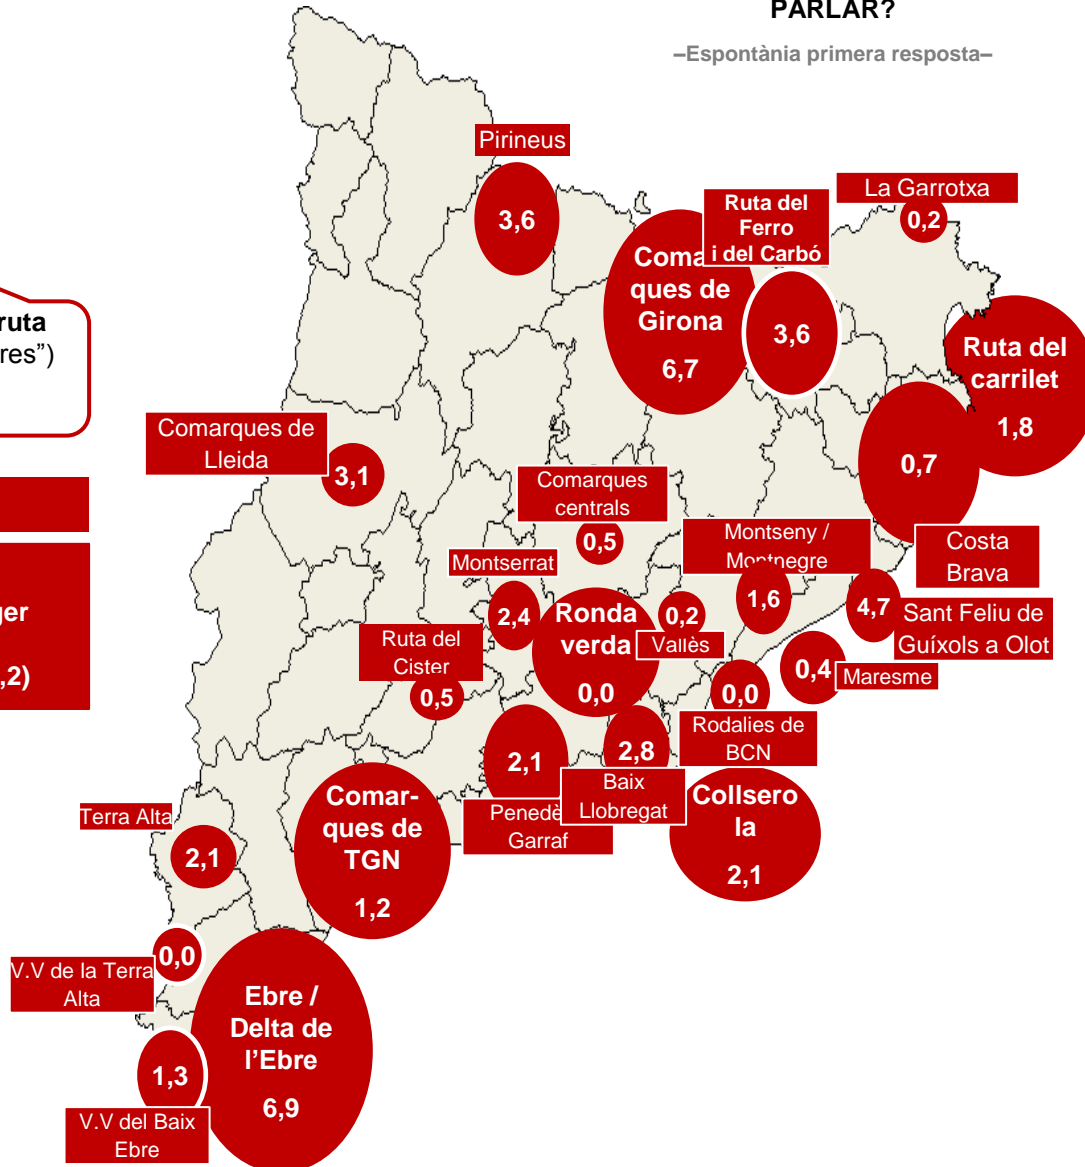 PARLAR?
–Espontània primera resposta–
Pirineus
3,6
La Garrotxa
0,2
Ruta del
Ferro
i del Carbó
3,6
Coma
ques de
Girona
6,7
ruta
res”)
Ruta del
carrilet
1,8
Comarques de
Lleida
3,1
0,7
Costa
Brava
Comarques
centrals
0,5
Montseny /
Montnegre
1,6
Montserrat
2,4
4,7
Sant Feliu de
Guíxols a Olot
ger
,2)
Ronda
verda
0,0
0,2
Vallès
Ruta del
Cister
0,5
0,4
Maresme
0,0
Rodalies de
BCN
2,1
Garraf
2,8
Baix
Llobregat
Collsero
la
2,1
Comar-
ques de
TGN
1,2
Terra Alta
2,1
0,0
V.V de la Terra
Alta
Ebre /
Delta de
l’Ebre
6,9
1,3
V.V del Baix
Ebre